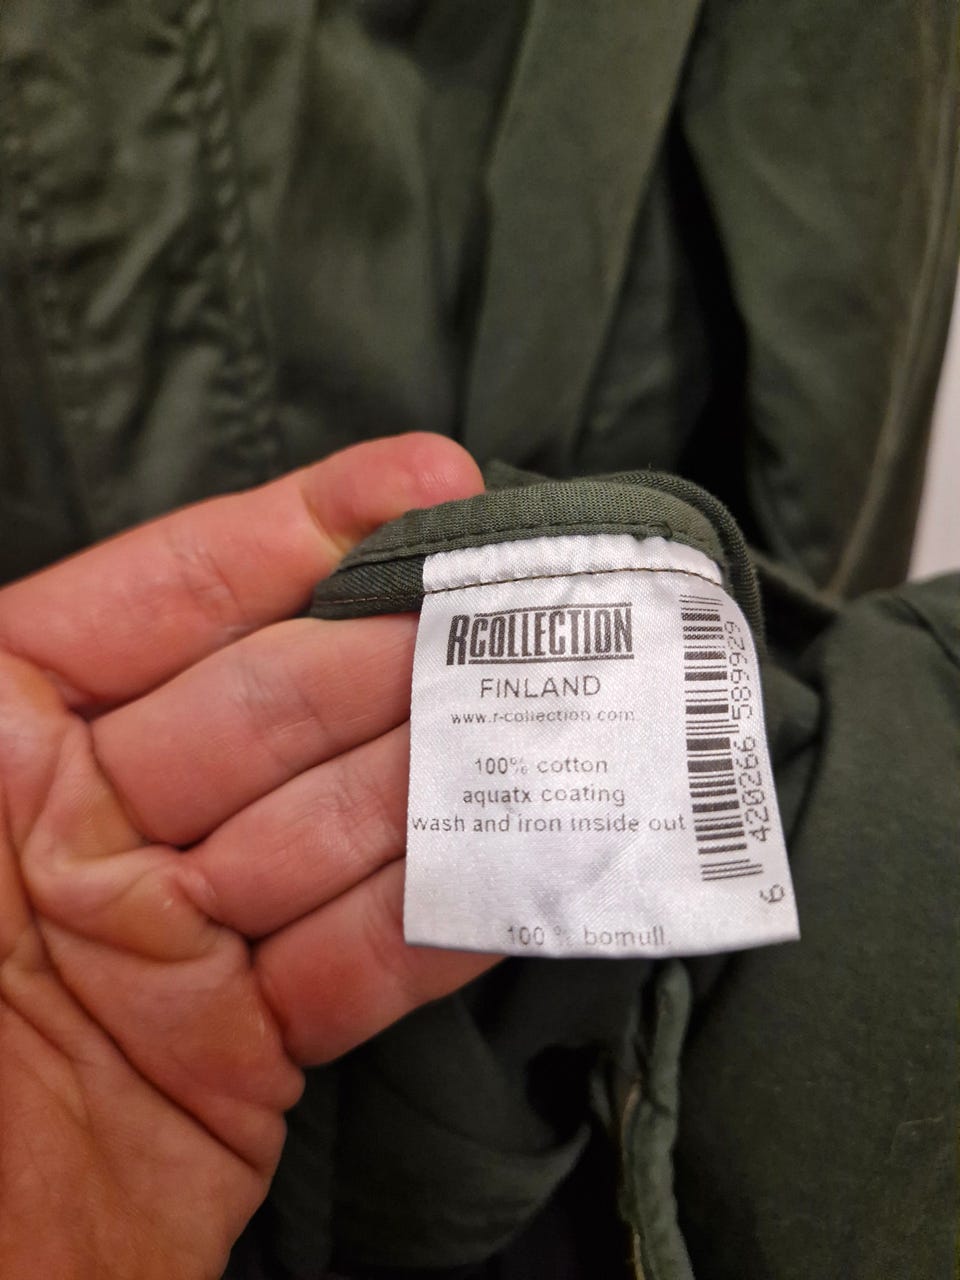 RCOLLECTION
FINLAND
www.r-collection.com
100% cotton
aquatx coating
wash and iron inside out
100 % bomull
6 420266 589929